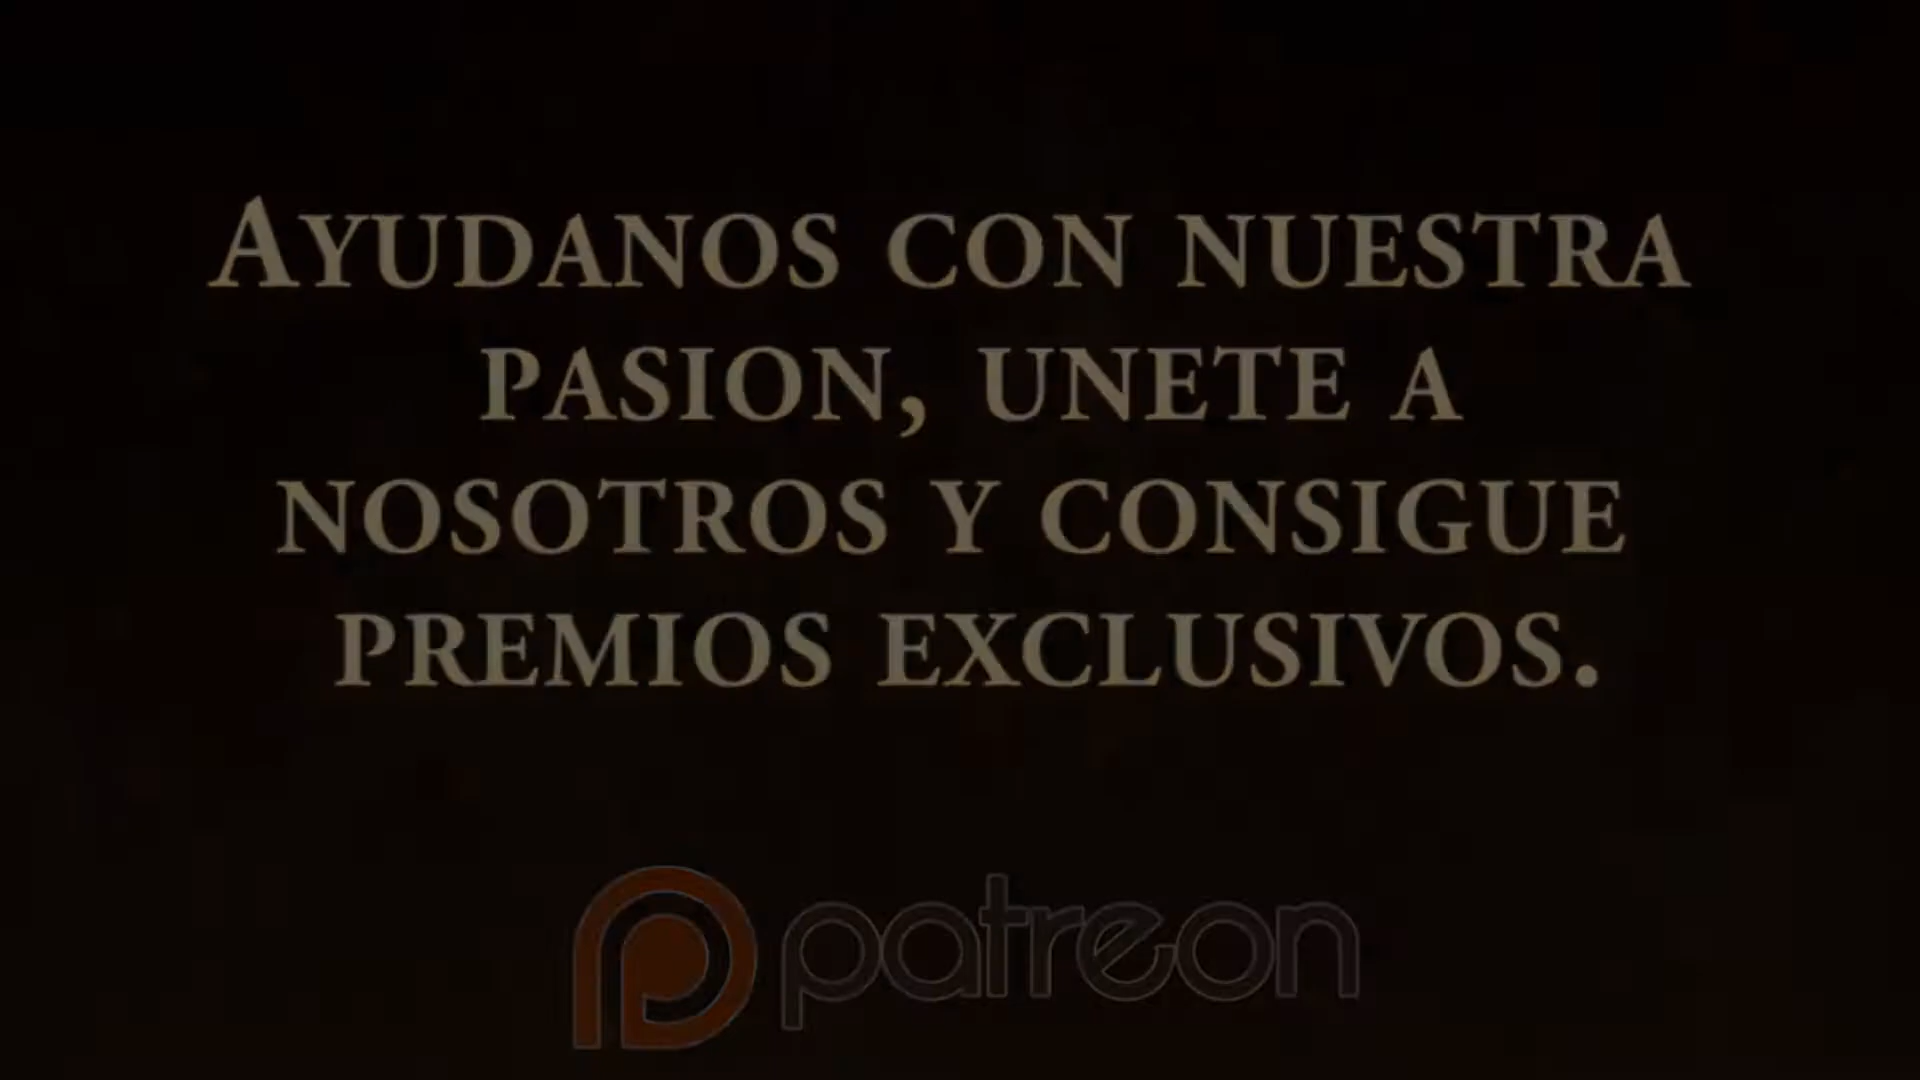 AYUDANOS CON NUESTRA
PASION, UNETE A
NOSOTROS Y CONSIGUE
PREMIOS EXCLUSIVOS.
patreon